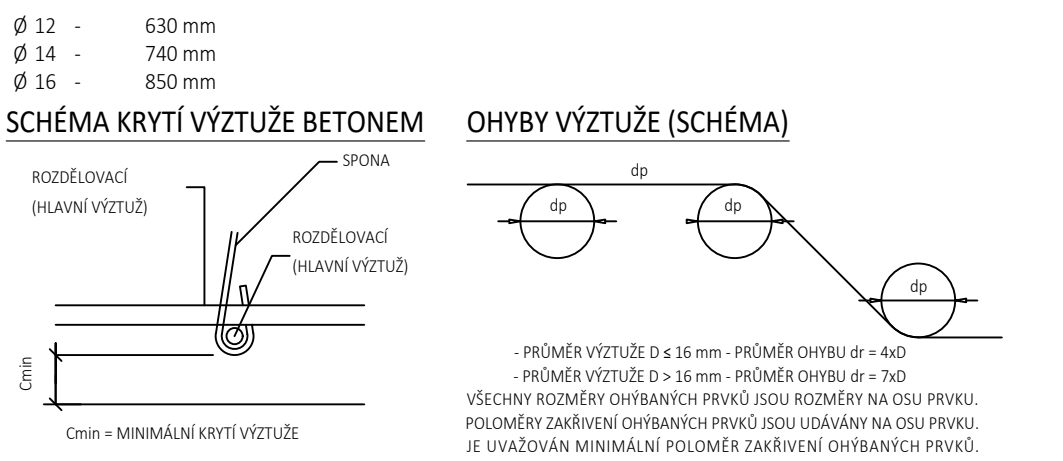 Ø 12 - 630 mm
Ø 14 - 740 mm
Ø 16 - 850 mm
SCHÉMA KRYTÍ VÝZTUŽE BETONEM
ROZDĚLOVACÍ
(HLAVNÍ VÝZTUŽ)
SPONA
ROZDĚLOVACÍ
(HLAVNÍ VÝZTUŽ)
Cmin
Cmin = MINIMÁLNÍ KRYTÍ VÝZTUŽE
OHYBY VÝZTUŽE (SCHÉMA)
dp
dp
dp
dp
- PRŮMĚR VÝZTUŽE D ≤ 16 mm - PRŮMĚR OHYBU dr = 4xD
- PRŮMĚR VÝZTUŽE D > 16 mm - PRŮMĚR OHYBU dr = 7xD
VŠECHNY ROZMĚRY OHÝBANÝCH PRVKŮ JSOU ROZMĚRY NA OSU PRVKU.
POLOMĚRY ZAKŘIVENÍ OHÝBANÝCH PRVKŮ JSOU UDÁVÁNY NA OSU PRVKU.
JE UVAŽOVÁN MINIMÁLNÍ POLOMĚR ZAKŘIVENÍ OHÝBANÝCH PRVKŮ.